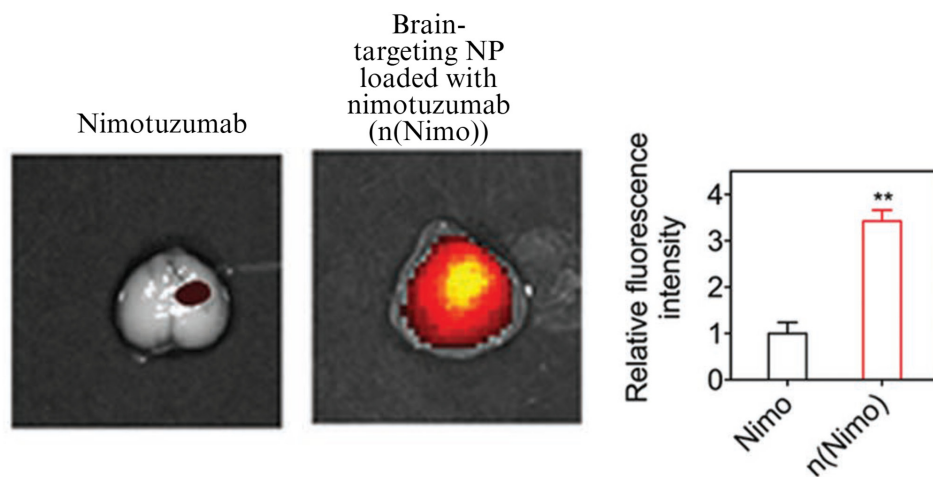 Nimotuzumab
Brain-
targeting NP
loaded with
nimotuzumab
(n(Nimo))
Relative fluorescence
intensity
4
3
2
1
0
**
Nimo
n(Nimo)